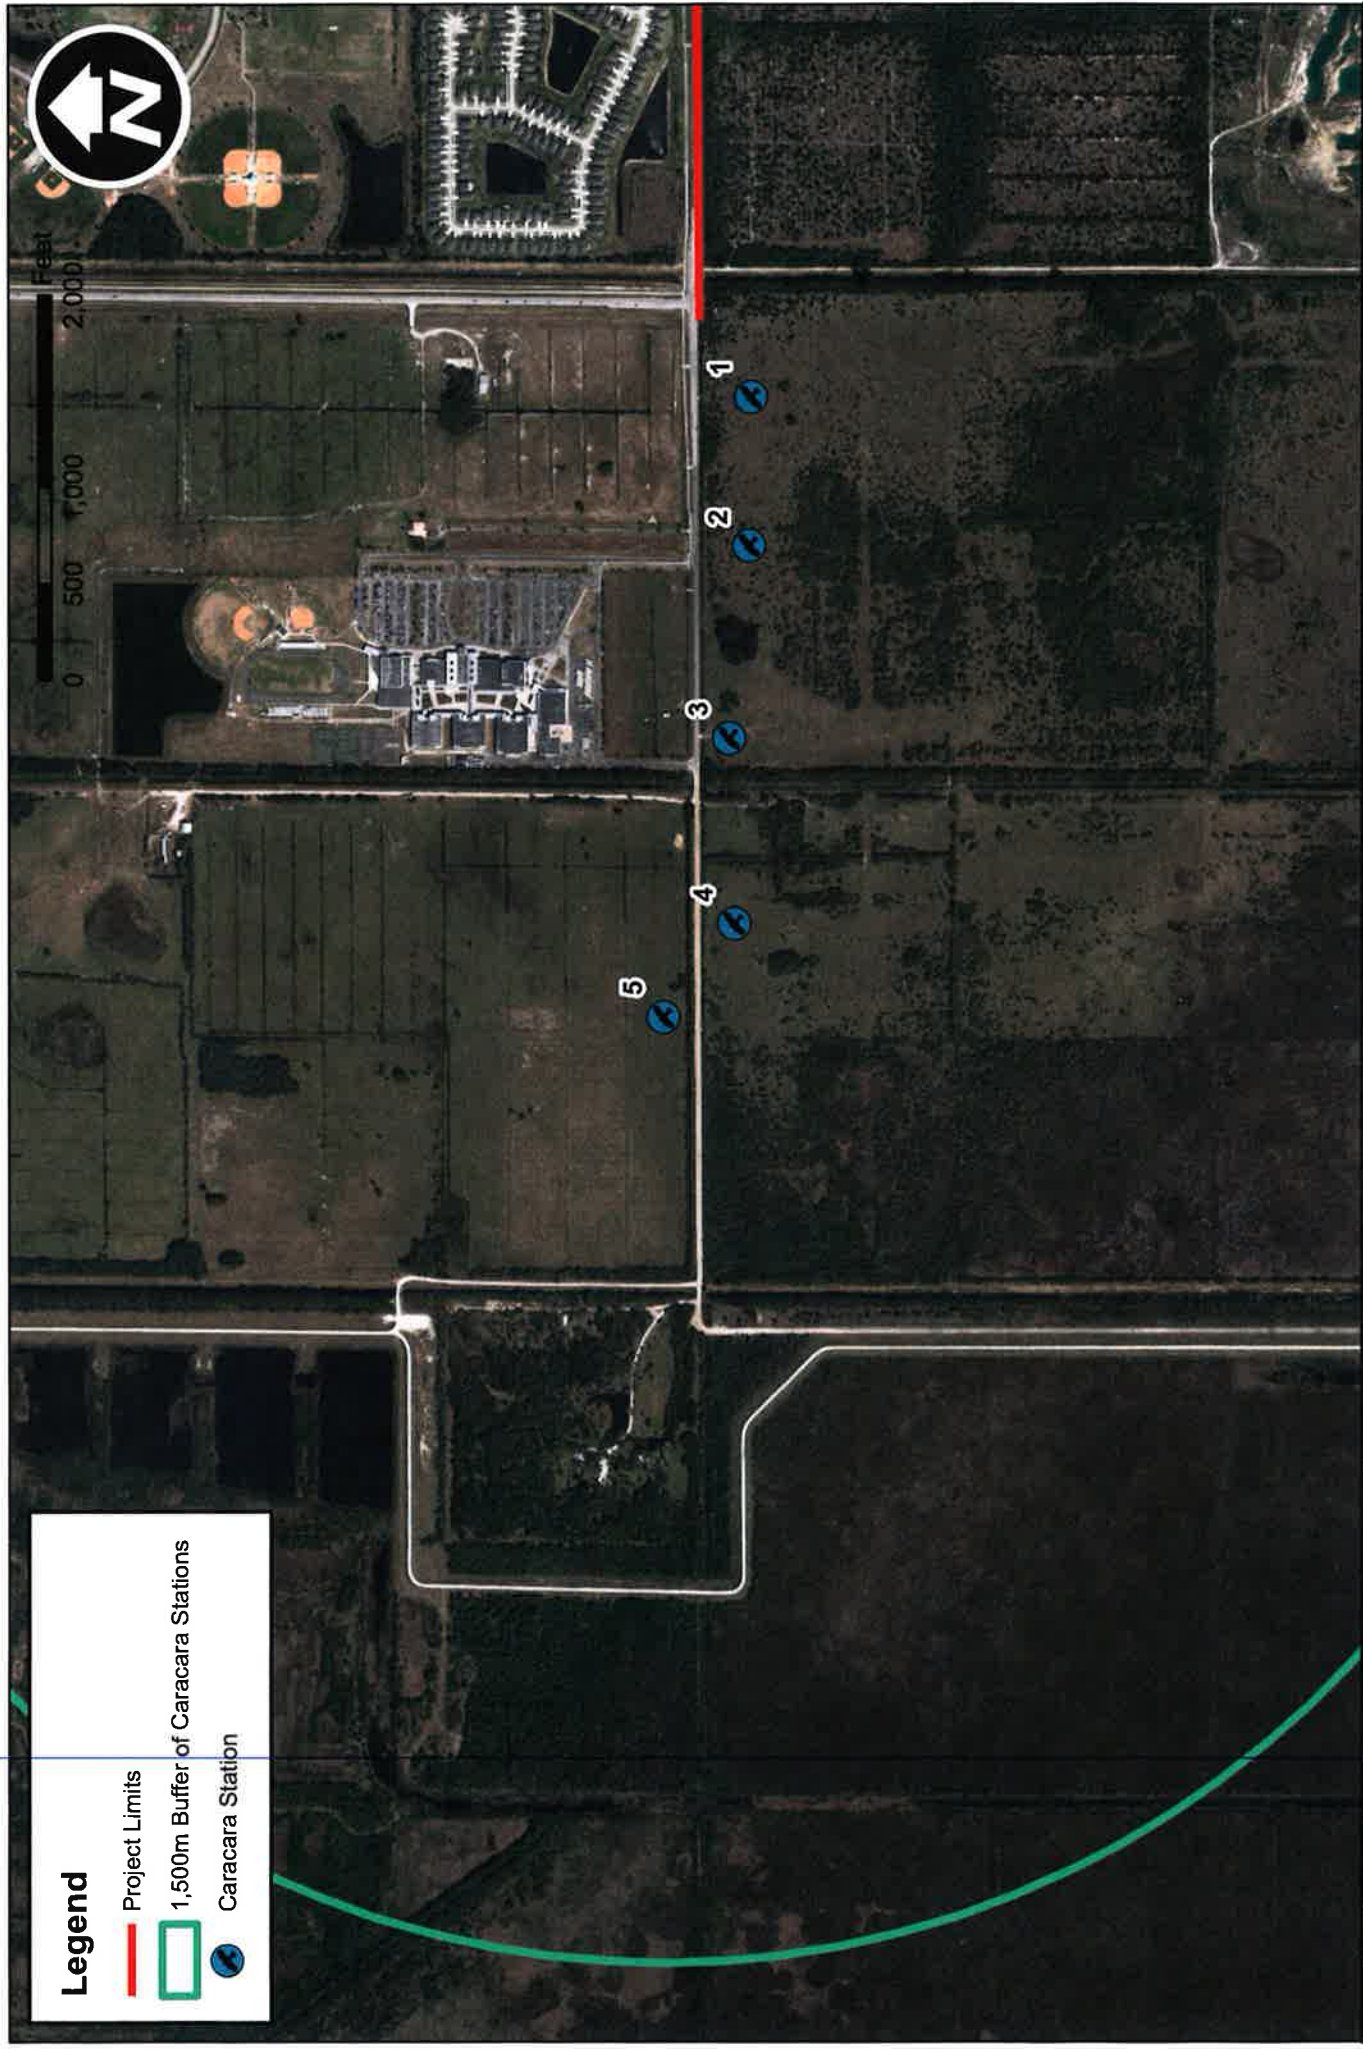 Legend
Project Limits
1,500m Buffer of Caracara Stations
Caracara Station
0 500 1,000 2,000
Feet
N
5
4
3
2
1